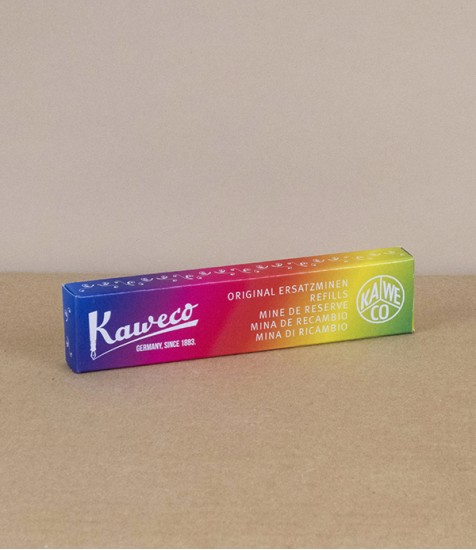 Kaweco
GERMANY, SINCE 1883.
ORIGINAL ERSATZMINEN
REFILLS
MINE DE RESERVE
MINA DE RECAMBIO
MINA DI RICAMBIO
KA WE
CO